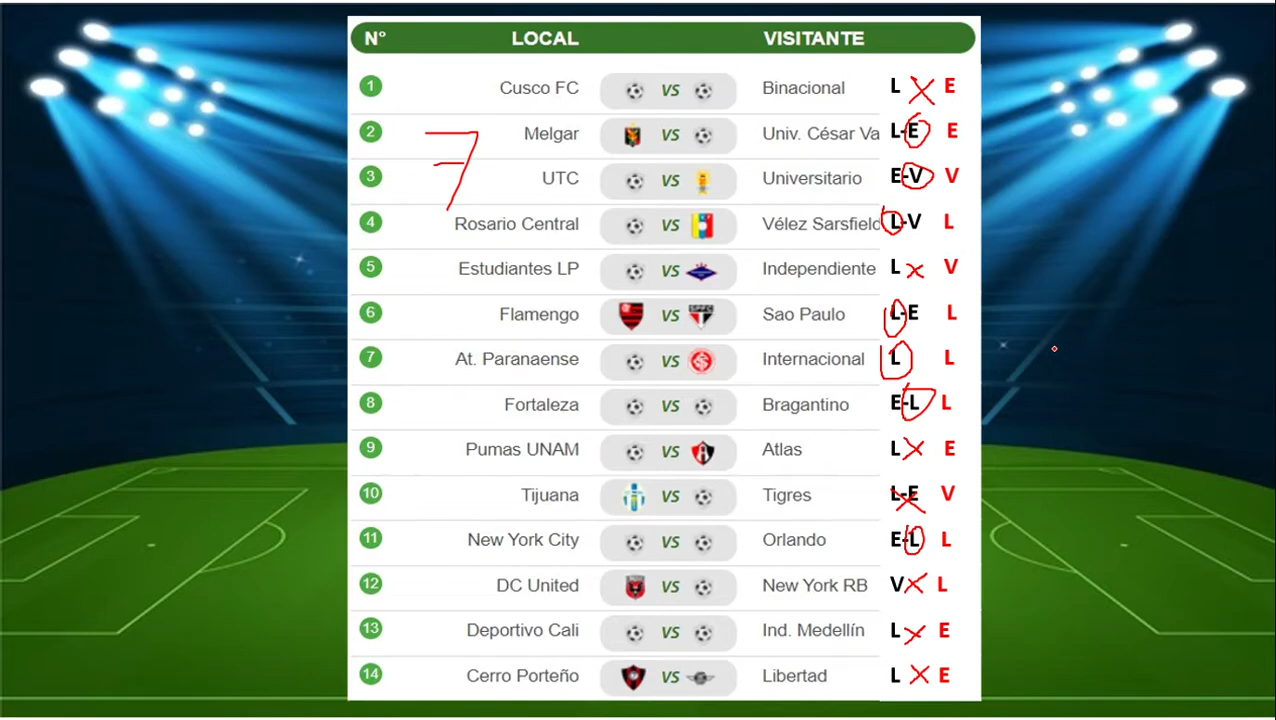 N° LOCAL VISITANTE
1 Cusco FC VS Binacional L E
2 Melgar VS Univ. César Va L-E E
7
3 UTC VS Universitario E-V V
4 Rosario Central VS Vélez Sarsfield L-V L
5 Estudiantes LP VS Independiente L V
6 Flamengo VS Sao Paulo L-E L
7 At. Paranaense VS Internacional L L
8 Fortaleza VS Bragantino E-L L
9 Pumas UNAM VS Atlas L E
10 Tijuana VS Tigres L-E V
11 New York City VS Orlando E-L L
12 DC United VS New York RB V L
13 Deportivo Cali VS Ind. Medellín L E
14 Cerro Porteño VS Libertad L E